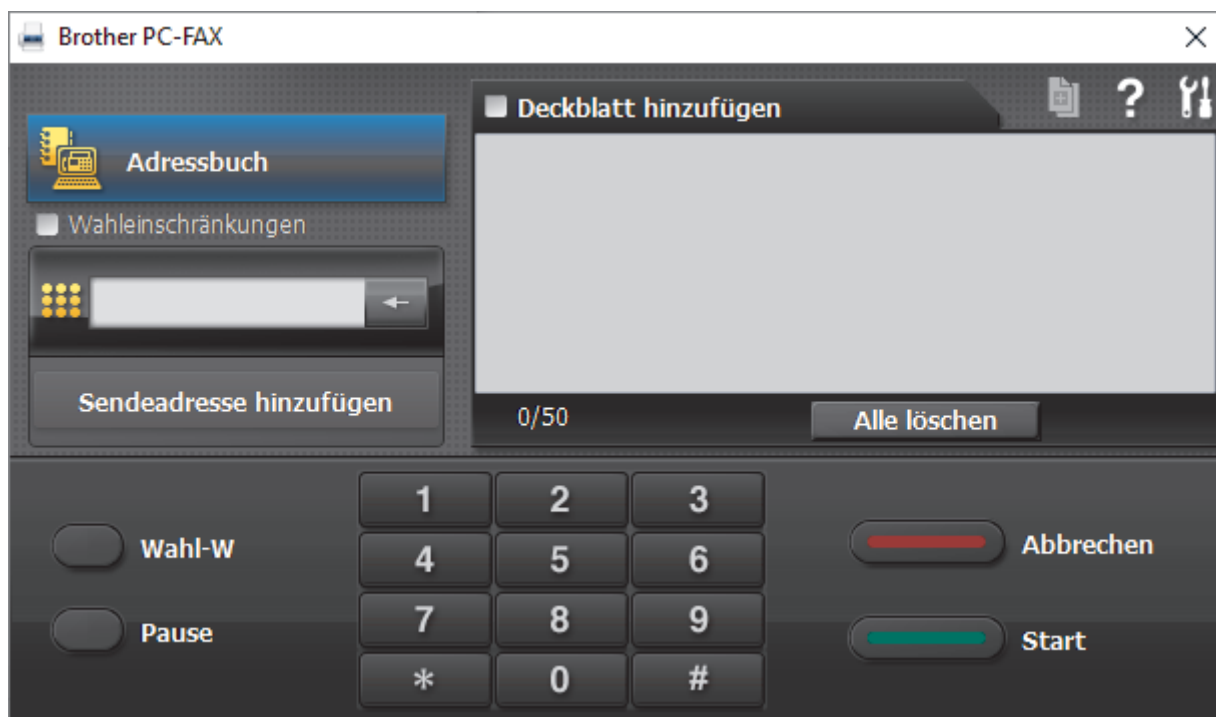 Brother PC-FAX
Deckblatt hinzufügen
?
Adressbuch
Wahleinschränkungen
Sendeadresse hinzufügen
0/50
Alle löschen
1 2 3
Wahl-W
4 5 6
Abbrechen
7 8 9
Pause
Start
* 0 #